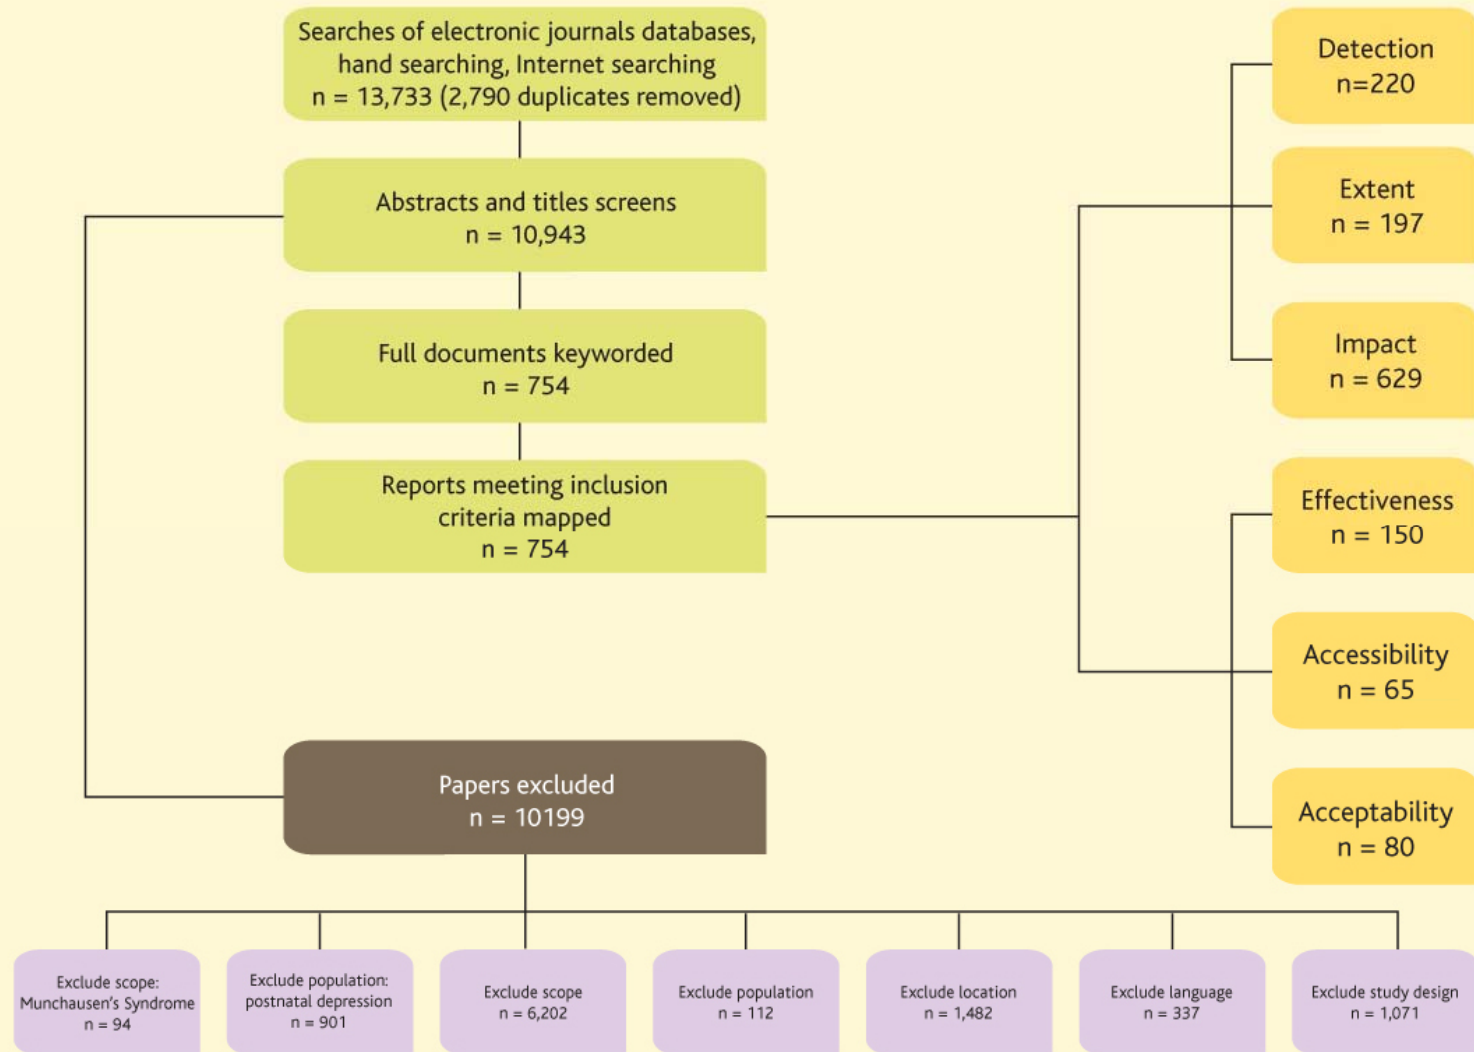 Searches of electronic journals databases,
hand searching, Internet searching
n = 13,733 (2,790 duplicates removed)
Abstracts and titles screens
n = 10,943
Full documents keyworded
n = 754
Reports meeting inclusion
criteria mapped
n = 754
Detection
n=220
Extent
n = 197
Impact
n = 629
Effectiveness
n = 150
Accessibility
n = 65
Acceptability
n = 80
Papers excluded
n = 10199
Exclude scope:
Munchausen's Syndrome
n = 94
Exclude population:
postnatal depression
n = 901
Exclude scope
n = 6,202
Exclude population
n = 112
Exclude location
n = 1,482
Exclude language
n = 337
Exclude study design
n = 1,071